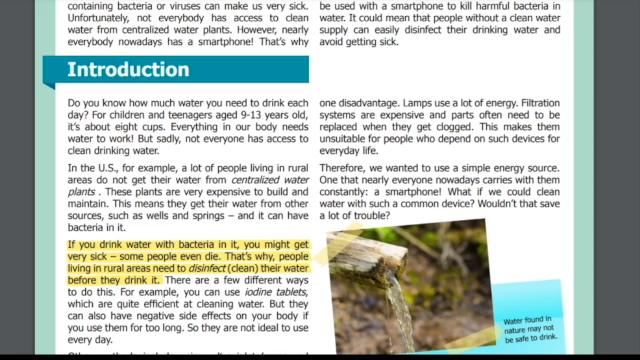 containing bacteria or viruses can make us very sick.
Unfortunately, not everybody has access to clean
water from centralized water plants. However, nearly
everybody nowadays has a smartphone! That's why
be used with a smartphone to kill harmful bacteria in
water. It could mean that people without a clean water
supply can easily disinfect their drinking water and
avoid getting sick.
Introduction
Do you know how much water you need to drink each
day? For children and teenagers aged 9-13 years old,
it's about eight cups. Everything in our body needs
water to work! But sadly, not everyone has access to
clean drinking water.
In the U.S., for example, a lot of people living in rural
areas do not get their water from centralized water
plants . These plants are very expensive to build and
maintain. This means they get their water from other
sources, such as wells and springs – and it can have
bacteria in it.
If you drink water with bacteria in it, you might get
very sick – some people even die. That's why, people
living in rural areas need to disinfect (clean) their water
before they drink it. There are a few different ways
to do this. For example, you can use iodine tablets,
which are quite efficient at cleaning water. But they
can also have negative side effects on your body if
you use them for too long. So they are not ideal to use
every day.
one disadvantage. Lamps use a lot of energy. Filtration
systems are expensive and parts often need to be
replaced when they get clogged. This makes them
unsuitable for people who depend on such devices for
everyday life.
Therefore, we wanted to use a simple energy source.
One that nearly everyone nowadays carries with them
constantly: a smartphone! What if we could clean
water with such a common device? Wouldn't that save
a lot of trouble?
Water found in
nature may not
be safe to drink.